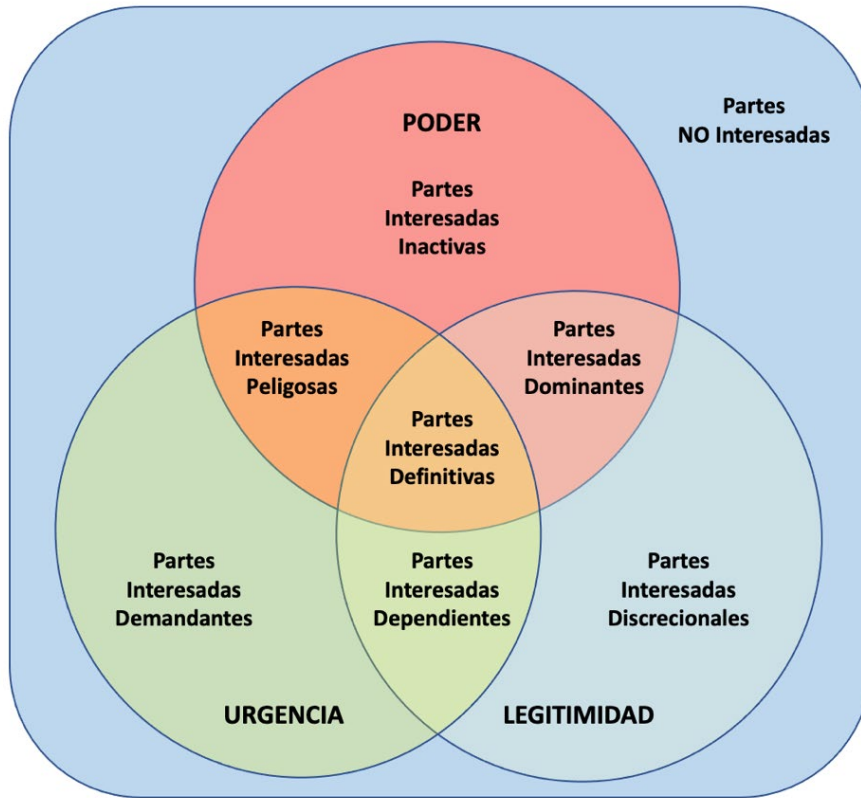 PODER
Partes
NO Interesadas
Partes
Interesadas
Inactivas
Partes
Interesadas
Peligosas
Partes
Interesadas
Dominantes
Partes
Interesadas
Definitivas
Partes
Interesadas
Demandantes
Partes
Interesadas
Dependientes
Partes
Interesadas
Discrecionales
URGENCIA
LEGITIMIDAD